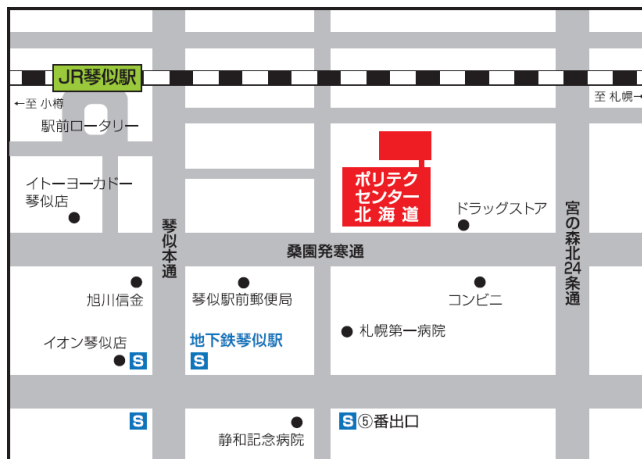 JR琴似駅
←至 小樽
至 札幌→
駅前ロータリー
イトーヨーカドー
琴似店
ポリテク
センター
北海道
ドラッグストア
琴似本通
宮の森北24条通
桑園発寒通
旭川信金
琴似駅前郵便局
コンビニ
イオン琴似店
S
地下鉄琴似駅
S
札幌第一病院
S
静和記念病院
S⑤番出口